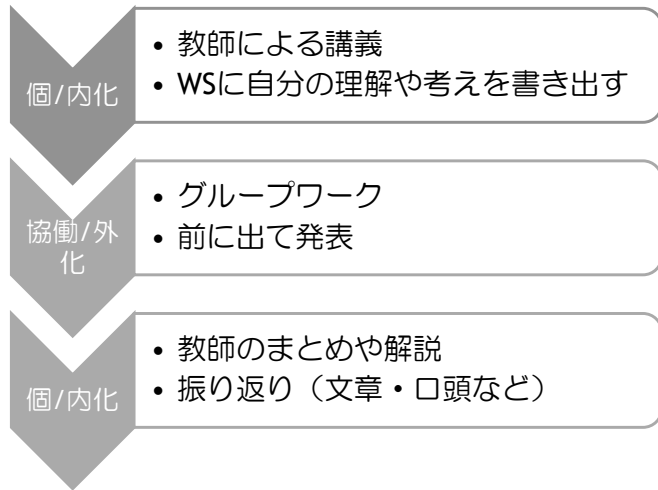 個/内化
• 教師による講義
• WSに自分の理解や考えを書き出す
協働/外
化
• グループワーク
• 前に出て発表
個/内化
• 教師のまとめや解説
• 振り返り（文章・口頭など）